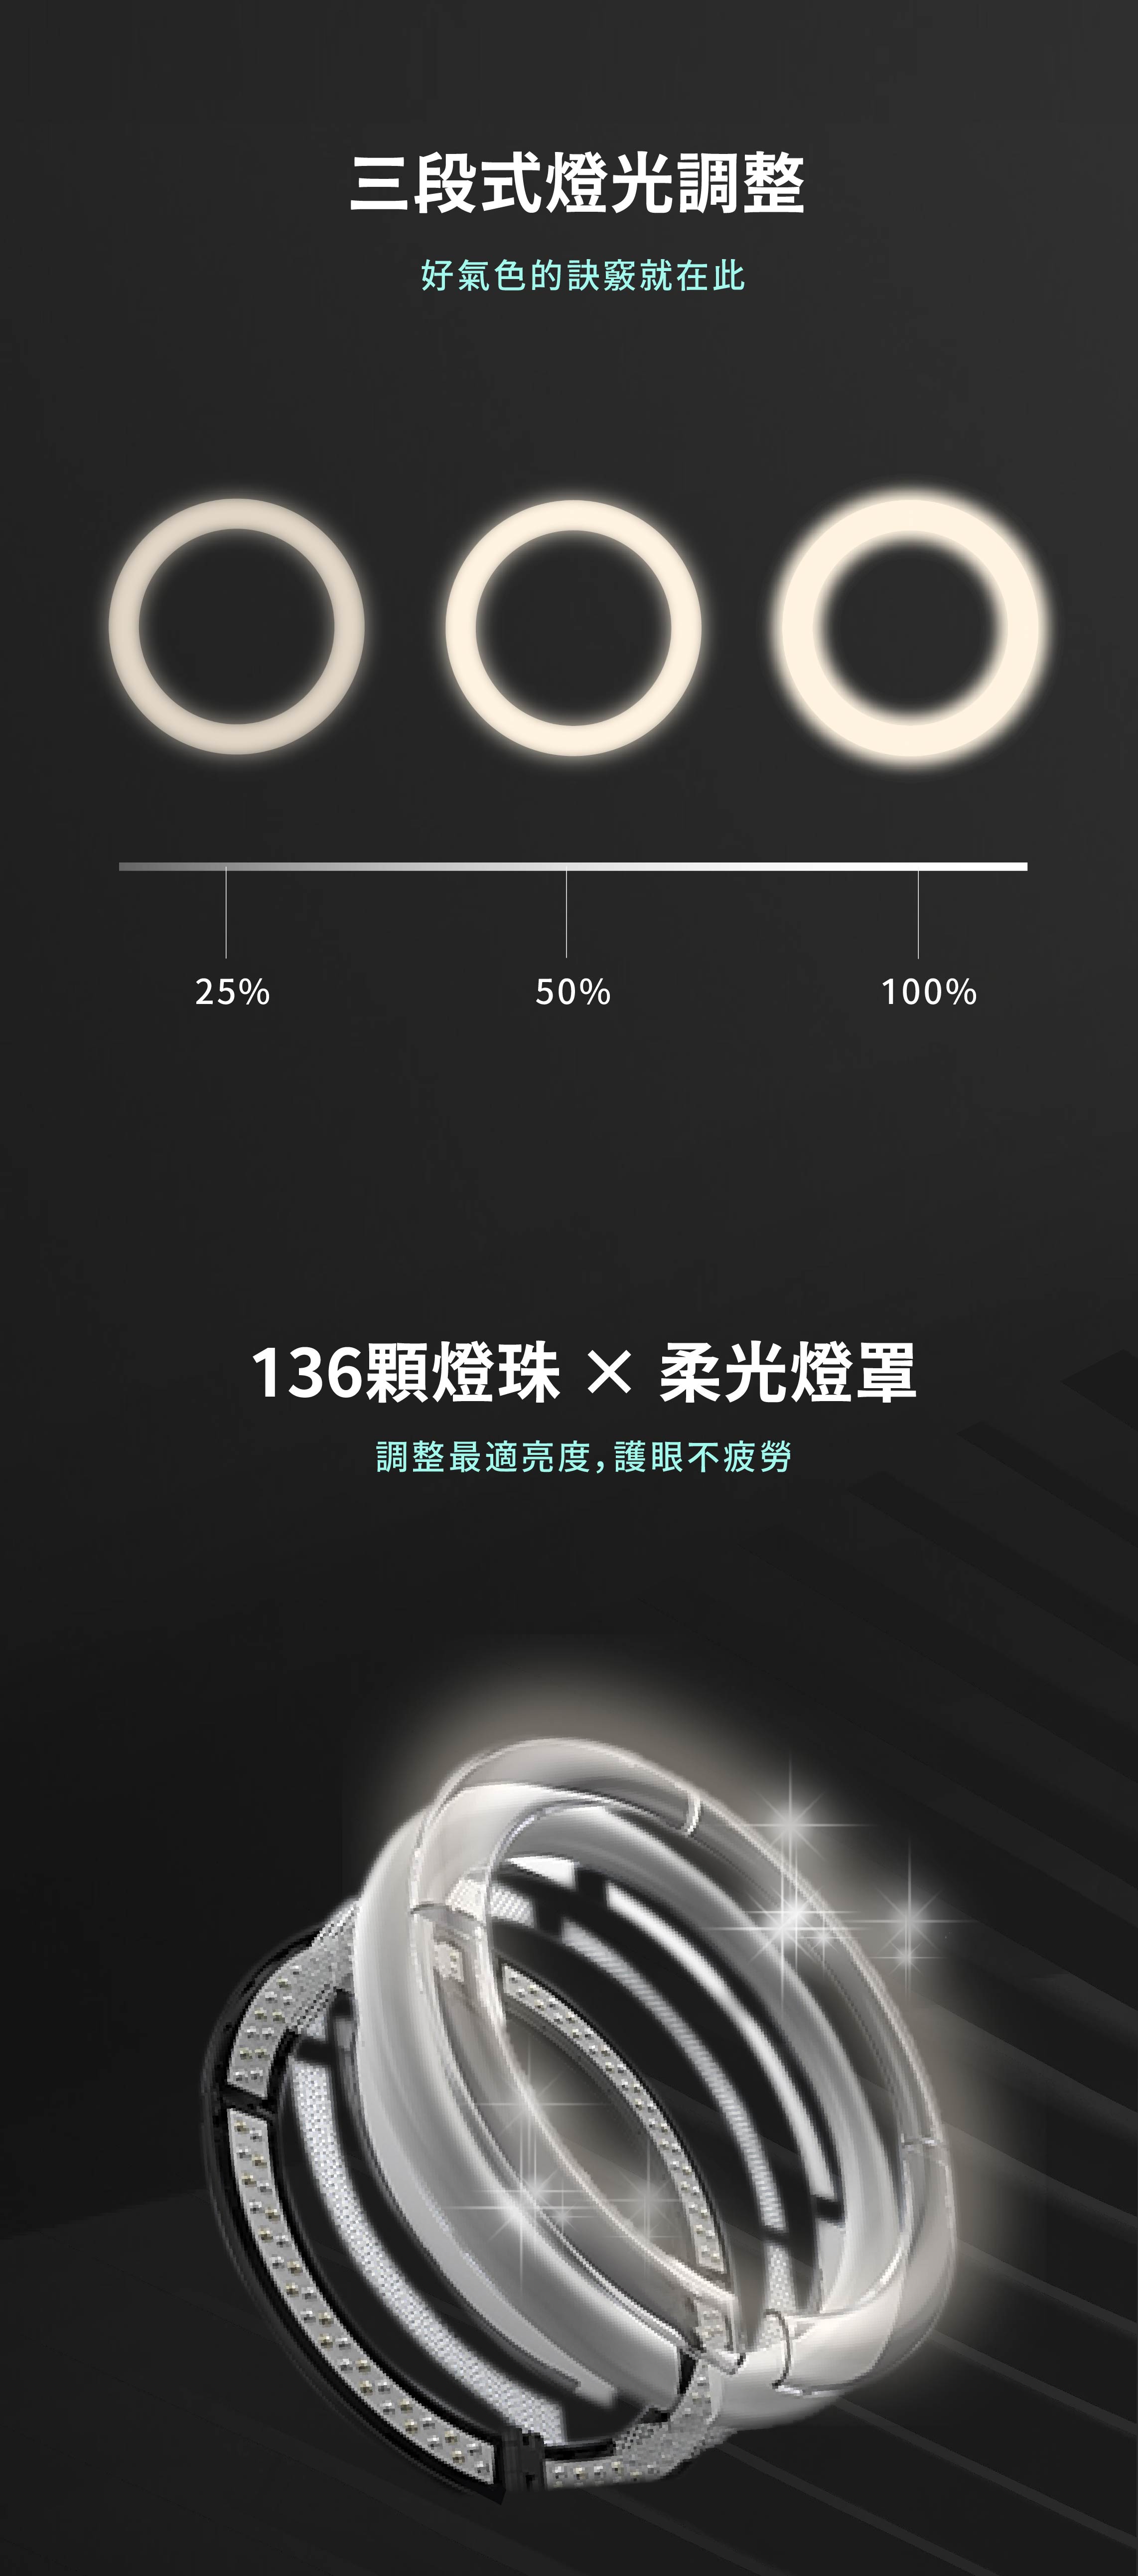 三段式燈光調整
好氣色的訣竅就在此
25%
50%
100%
136顆燈珠 × 柔光燈罩
調整最適亮度,護眼不疲勞